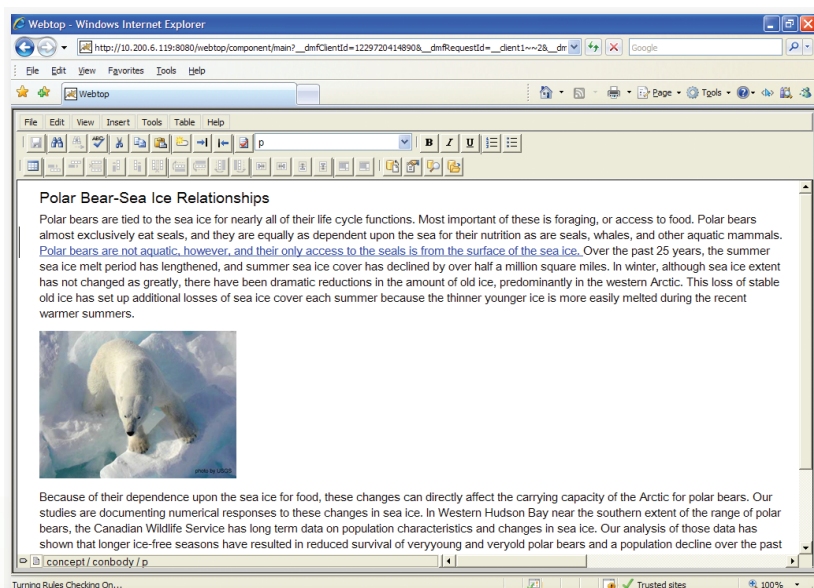 Webtop - Windows Internet Explorer
http://10.200.6.119:8080/webtop/component/main?__dmfClientId=1229720414890&__dmfRequestId=__client1~~2&__dm
Google
File Edit View Favorites Tools Help
Webtop
Page Tools
File Edit View Insert Tools Table Help
p B I U
Polar Bear-Sea Ice Relationships
Polar bears are tied to the sea ice for nearly all of their life cycle functions. Most important of these is foraging, or access to food. Polar bears
almost exclusively eat seals, and they are equally as dependent upon the sea for their nutrition as are seals, whales, and other aquatic mammals.
Polar bears are not aquatic, however, and their only access to the seals is from the surface of the sea ice. Over the past 25 years, the summer
sea ice melt period has lengthened, and summer sea ice cover has declined by over half a million square miles. In winter, although sea ice extent
has not changed as greatly, there have been dramatic reductions in the amount of old ice, predominantly in the western Arctic. This loss of stable
old ice has set up additional losses of sea ice cover each summer because the thinner younger ice is more easily melted during the recent
warmer summers.
photo by USGS
Because of their dependence upon the sea ice for food, these changes can directly affect the carrying capacity of the Arctic for polar bears. Our
studies are documenting numerical responses to these changes in sea ice. In Western Hudson Bay near the southern extent of the range of polar
bears, the Canadian Wildlife Service has long term data on population characteristics and changes in sea ice. Our analysis of those data has
shown that longer ice-free seasons have resulted in reduced survival of veryyoung and veryold polar bears and a population decline over the past
concept/conbody/p
Turning Rules Checking On... Trusted sites 100%